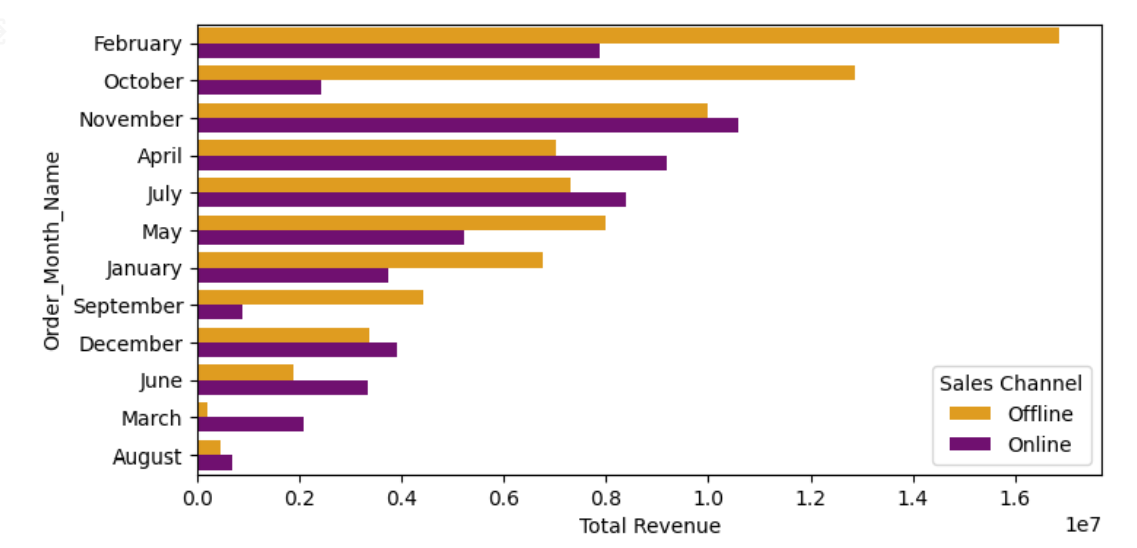 Order_Month_Name
February
October
November
April
July
May
January
September
December
June
March
August
Sales Channel
Offline
Online
0.0 0.2 0.4 0.6 0.8 1.0 1.2 1.4 1.6
Total Revenue
1e7